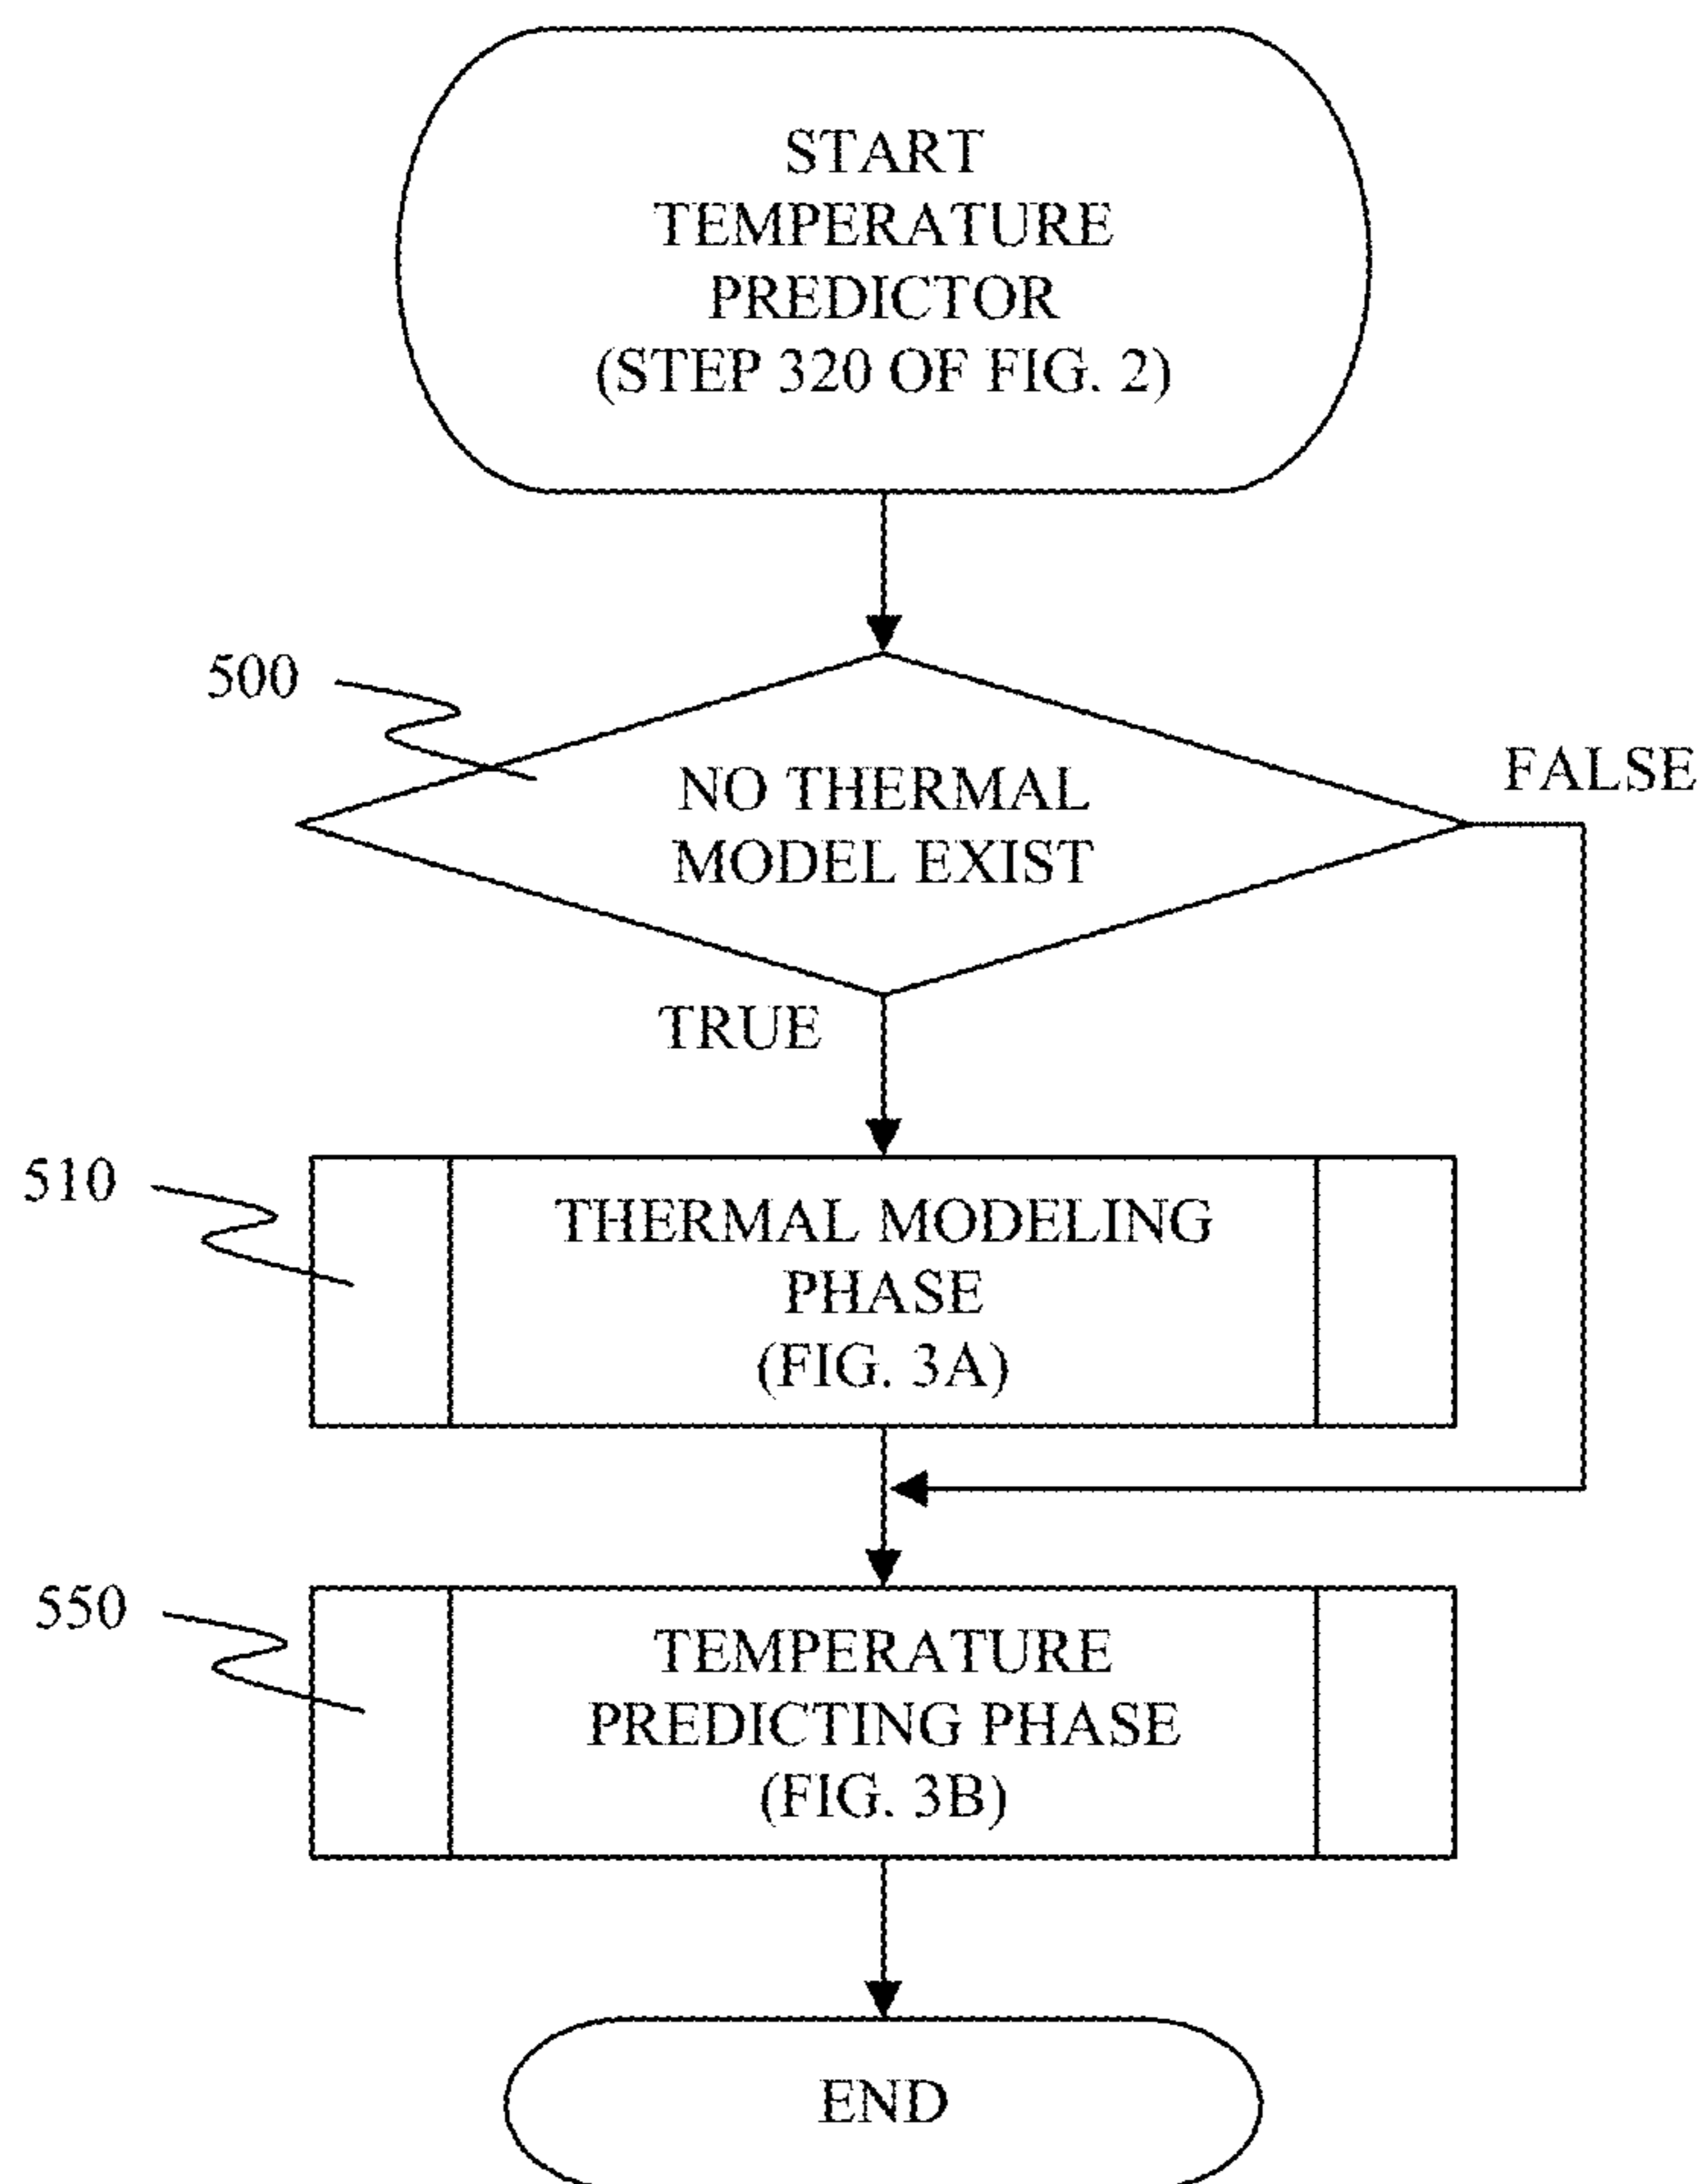 START
TEMPERATURE
PREDICTOR
(STEP 320 OF FIG. 2)
500
NO THERMAL
MODEL EXIST
FALSE
TRUE
510
THERMAL MODELING
PHASE
(FIG. 3A)
550
TEMPERATURE
PREDICTING PHASE
(FIG. 3B)
END